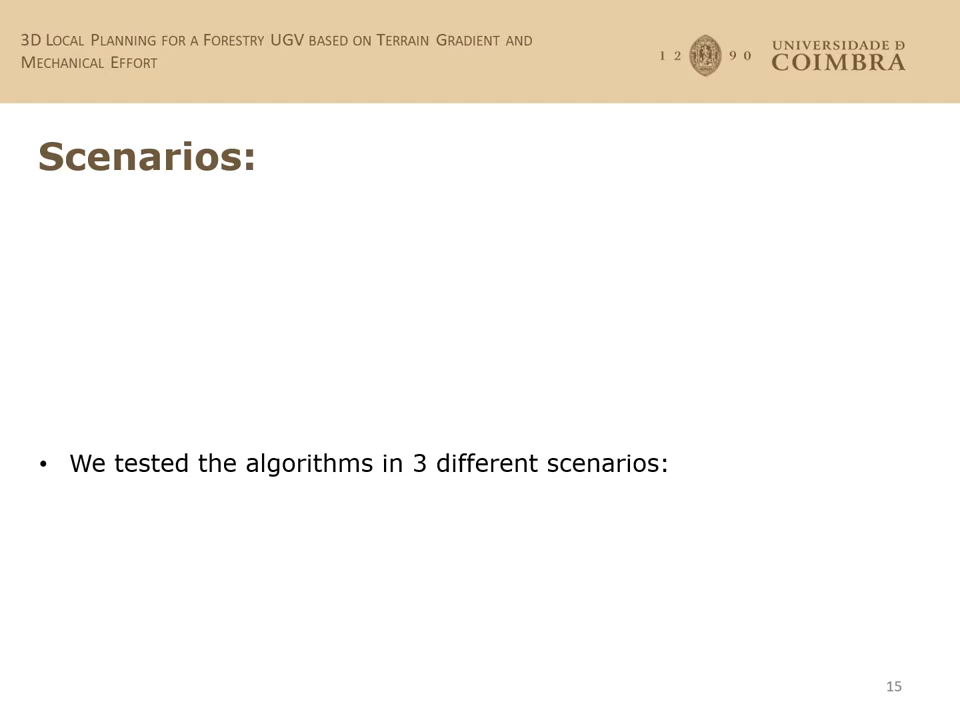 3D Local Planning for a Forestry UGV based on Terrain Gradient and
Mechanical Effort
1 2 9 0
UNIVERSIDADE D
COIMBRA
Scenarios:
• We tested the algorithms in 3 different scenarios:
15